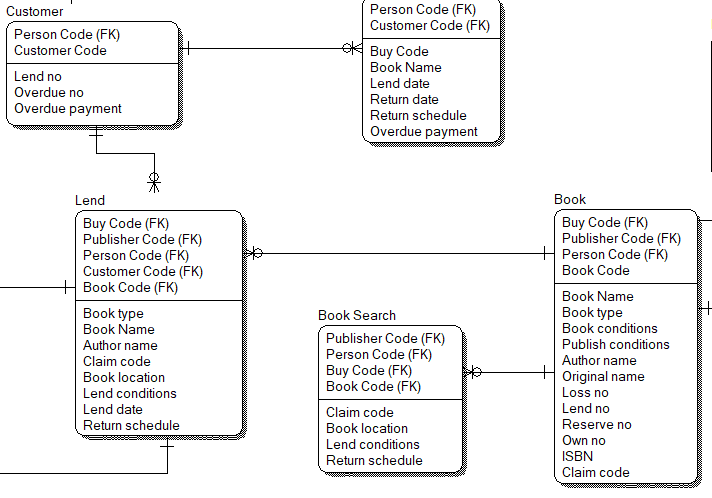 Customer
Person Code (FK)
Customer Code
Lend no
Overdue no
Overdue payment
Person Code (FK)
Customer Code (FK)
Buy Code
Book Name
Lend date
Return date
Return schedule
Overdue payment
Lend
Buy Code (FK)
Publisher Code (FK)
Person Code (FK)
Customer Code (FK)
Book Code (FK)
Book type
Book Name
Author name
Claim code
Book location
Lend conditions
Lend date
Return schedule
Book Search
Publisher Code (FK)
Person Code (FK)
Buy Code (FK)
Book Code (FK)
Claim code
Book location
Lend conditions
Return schedule
Book
Buy Code (FK)
Publisher Code (FK)
Person Code (FK)
Book Code
Book Name
Book type
Book conditions
Publish conditions
Author name
Original name
Loss no
Lend no
Reserve no
Own no
ISBN
Claim code